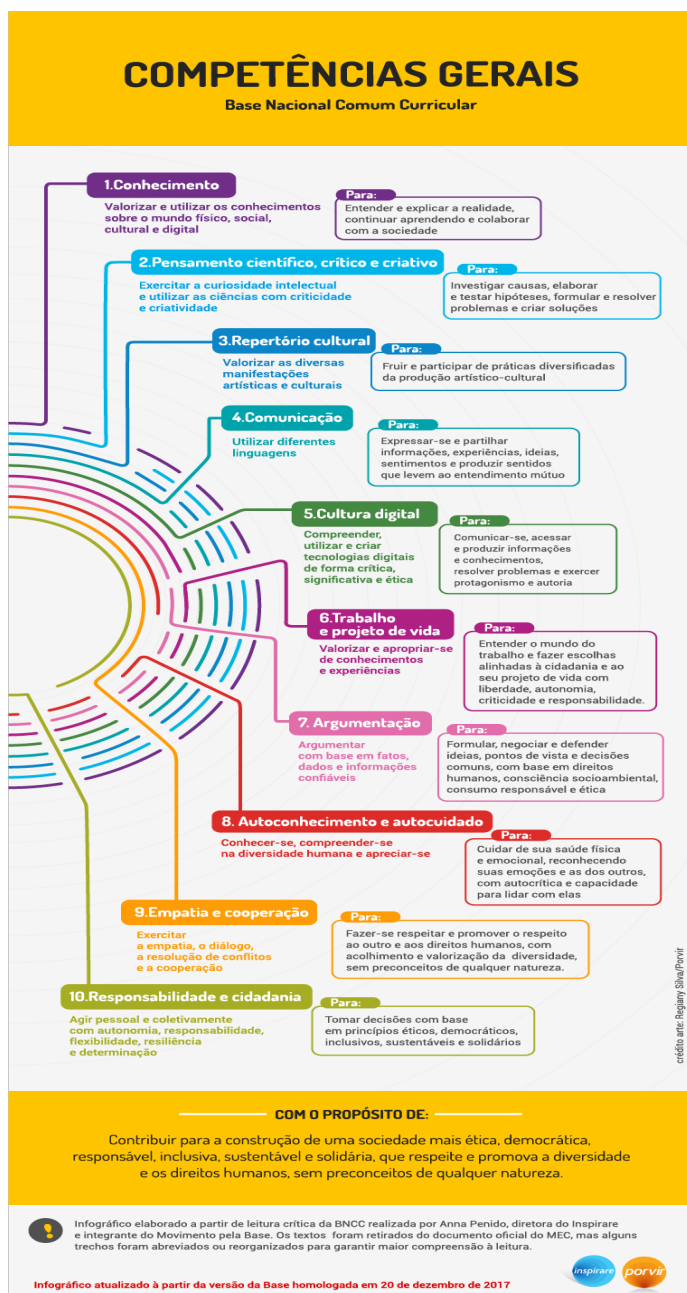 COMPETÊNCIAS GERAIS
Base Nacional Comum Curricular
1.Conhecimento
Valorizar e utilizar os conhecimentos
sobre o mundo físico, social,
cultural e digital
Para:
Entender e explicar a realidade,
continuar aprendendo e colaborar
com a sociedade
2.Pensamento científico, crítico e criativo
Exercitar a curiosidade intelectual
e utilizar as ciências com criticidade
e criatividade
Para:
Investigar causas, elaborar
e testar hipóteses, formular e resolver
problemas e criar soluções
3.Repertório cultural
Valorizar as diversas
manifestações
artísticas e culturais
Para:
Fruir e participar de práticas diversificadas
da produção artístico-cultural
4.Comunicação
Utilizar diferentes
linguagens
Para:
Expressar-se e partilhar
informações, experiências, ideias,
sentimentos e produzir sentidos
que levem ao entendimento mútuo
5.Cultura digital
Compreender,
utilizar e criar
tecnologias digitais
de forma crítica,
significativa e ética
Para:
Comunicar-se, acessar
e produzir informações
e conhecimentos,
resolver problemas e exercer
protagonismo e autoria
6.Trabalho
e projeto de vida
Valorizar e apropriar-se
de conhecimentos
e experiências
Para:
Entender o mundo do
trabalho e fazer escolhas
alinhadas à cidadania e ao
seu projeto de vida com
liberdade, autonomia,
criticidade e responsabilidade.
7. Argumentação
Argumentar
com base em fatos,
dados e informações
confiáveis
Para:
Formular, negociar e defender
ideias, pontos de vista e decisões
comuns, com base em direitos
humanos, consciência socioambiental,
consumo responsável e ética
8. Autoconhecimento e autocuidado
Conhecer-se, compreender-se
na diversidade humana e apreciar-se
Para:
Cuidar de sua saúde física
e emocional, reconhecendo
suas emoções e as dos outros,
com autocrítica e capacidade
para lidar com elas
9.Empatia e cooperação
Exercitar
a empatia, o diálogo,
a resolução de conflitos
e a cooperação
Para:
Fazer-se respeitar e promover o respeito
ao outro e aos direitos humanos, com
acolhimento e valorização da diversidade,
sem preconceitos de qualquer natureza.
10.Responsabilidade e cidadania
Agir pessoal e coletivamente
com autonomia, responsabilidade,
flexibilidade, resiliência
e determinação
Para:
Tomar decisões com base
em princípios éticos, democráticos,
inclusivos, sustentáveis e solidários
crédito arte: Regiany Silva/Porvir
COM O PROPÓSITO DE:
Contribuir para a construção de uma sociedade mais ética, democrática,
responsável, inclusiva, sustentável e solidária, que respeite e promova a diversidade
e os direitos humanos, sem preconceitos de qualquer natureza.
!
Infográfico elaborado a partir de leitura crítica da BNCC realizada por Anna Penido, diretora do Inspirare
e integrante do Movimento pela Base. Os textos foram retirados do documento oficial do MEC, mas alguns
trechos foram abreviados ou reorganizados para garantir maior compreensão à leitura.
inspirare
porvir
Infográfico atualizado à partir da versão da Base homologada em 20 de dezembro de 2017